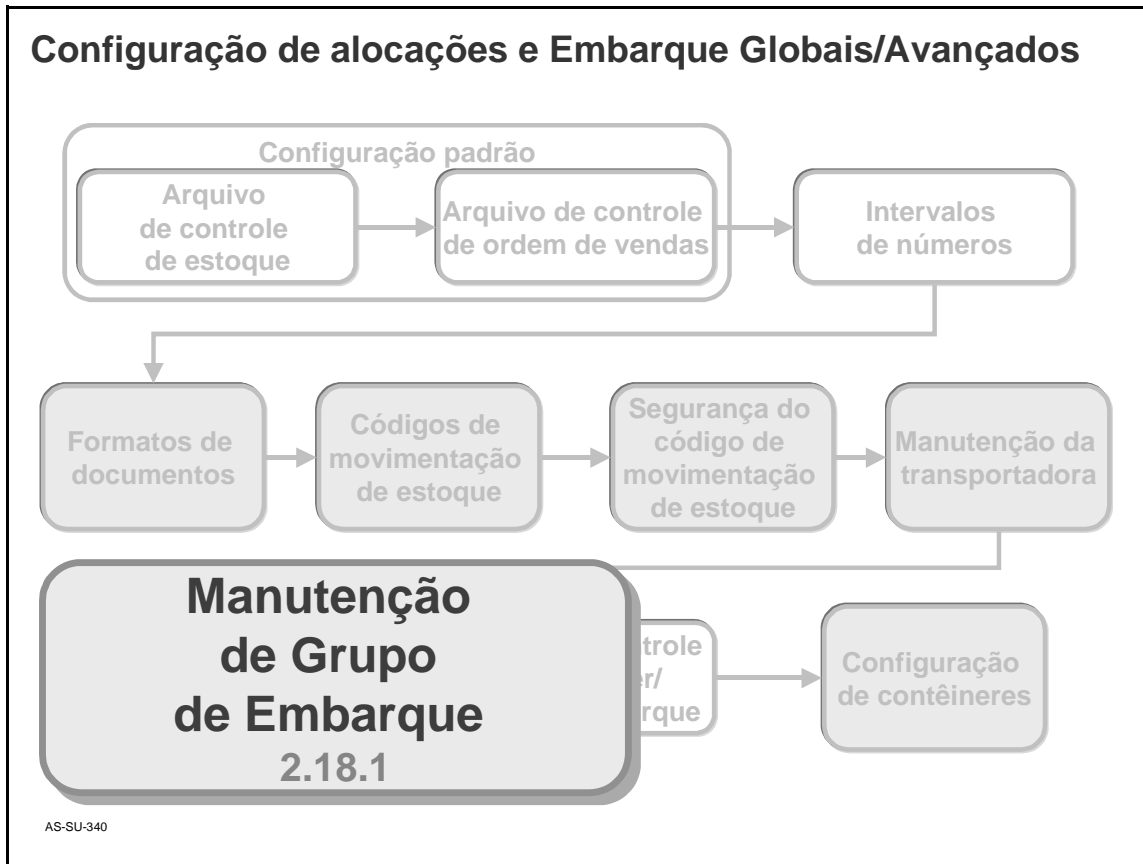 Configuração de alocações e Embarque Globais/Avançados
Configuração padrão
Arquivo
de controle
de estoque
Arquivo de controle
de ordem de vendas
Intervalos
de números
Formatos de
documentos
Códigos de
movimentação
de estoque
Segurança do
código de
movimentação
de estoque
Manutenção da
transportadora
Manutenção
de Grupo
de Embarque
2.18.1
Configuração
de contêineres
AS-SU-340